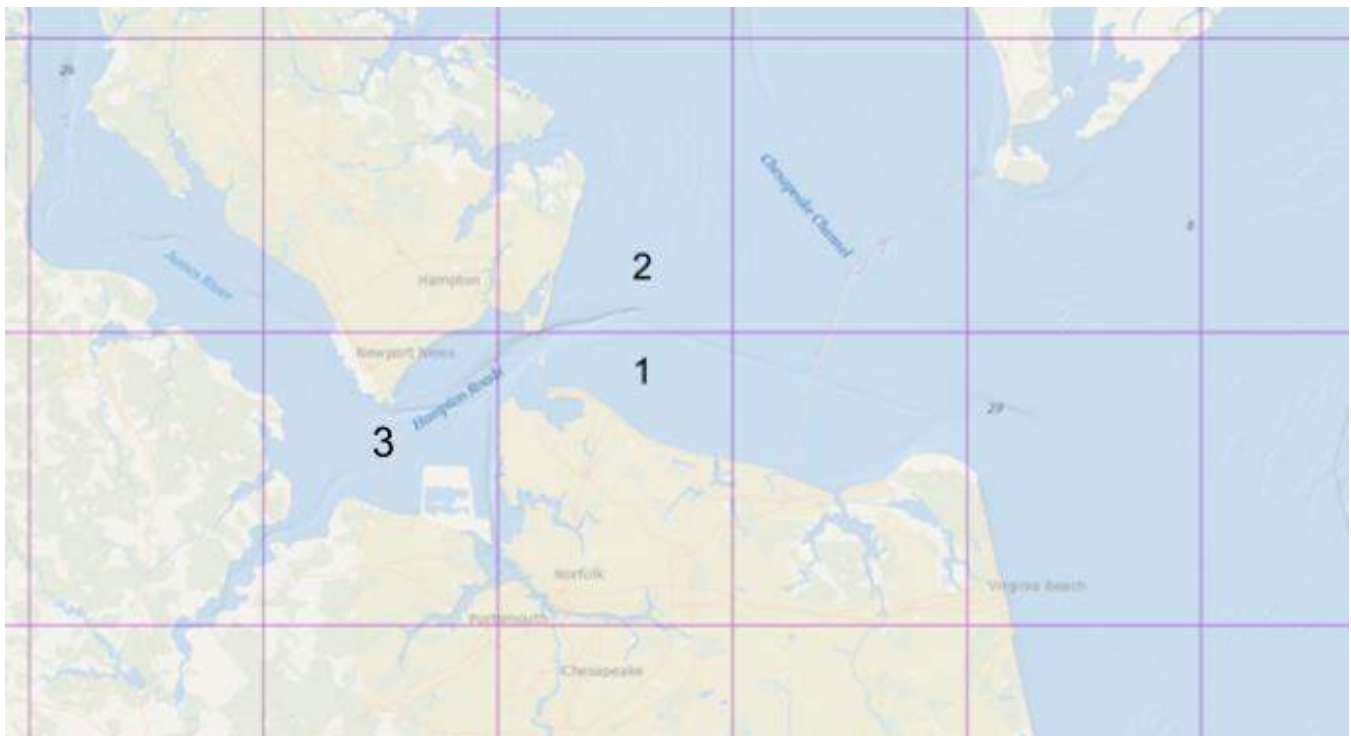 26
Chesapeake Channel
8
James River
Hampton
2
Newport News
1
Hampton Roads
29
3
Norfolk
Virginia Beach
Portsmouth
Chesapeake